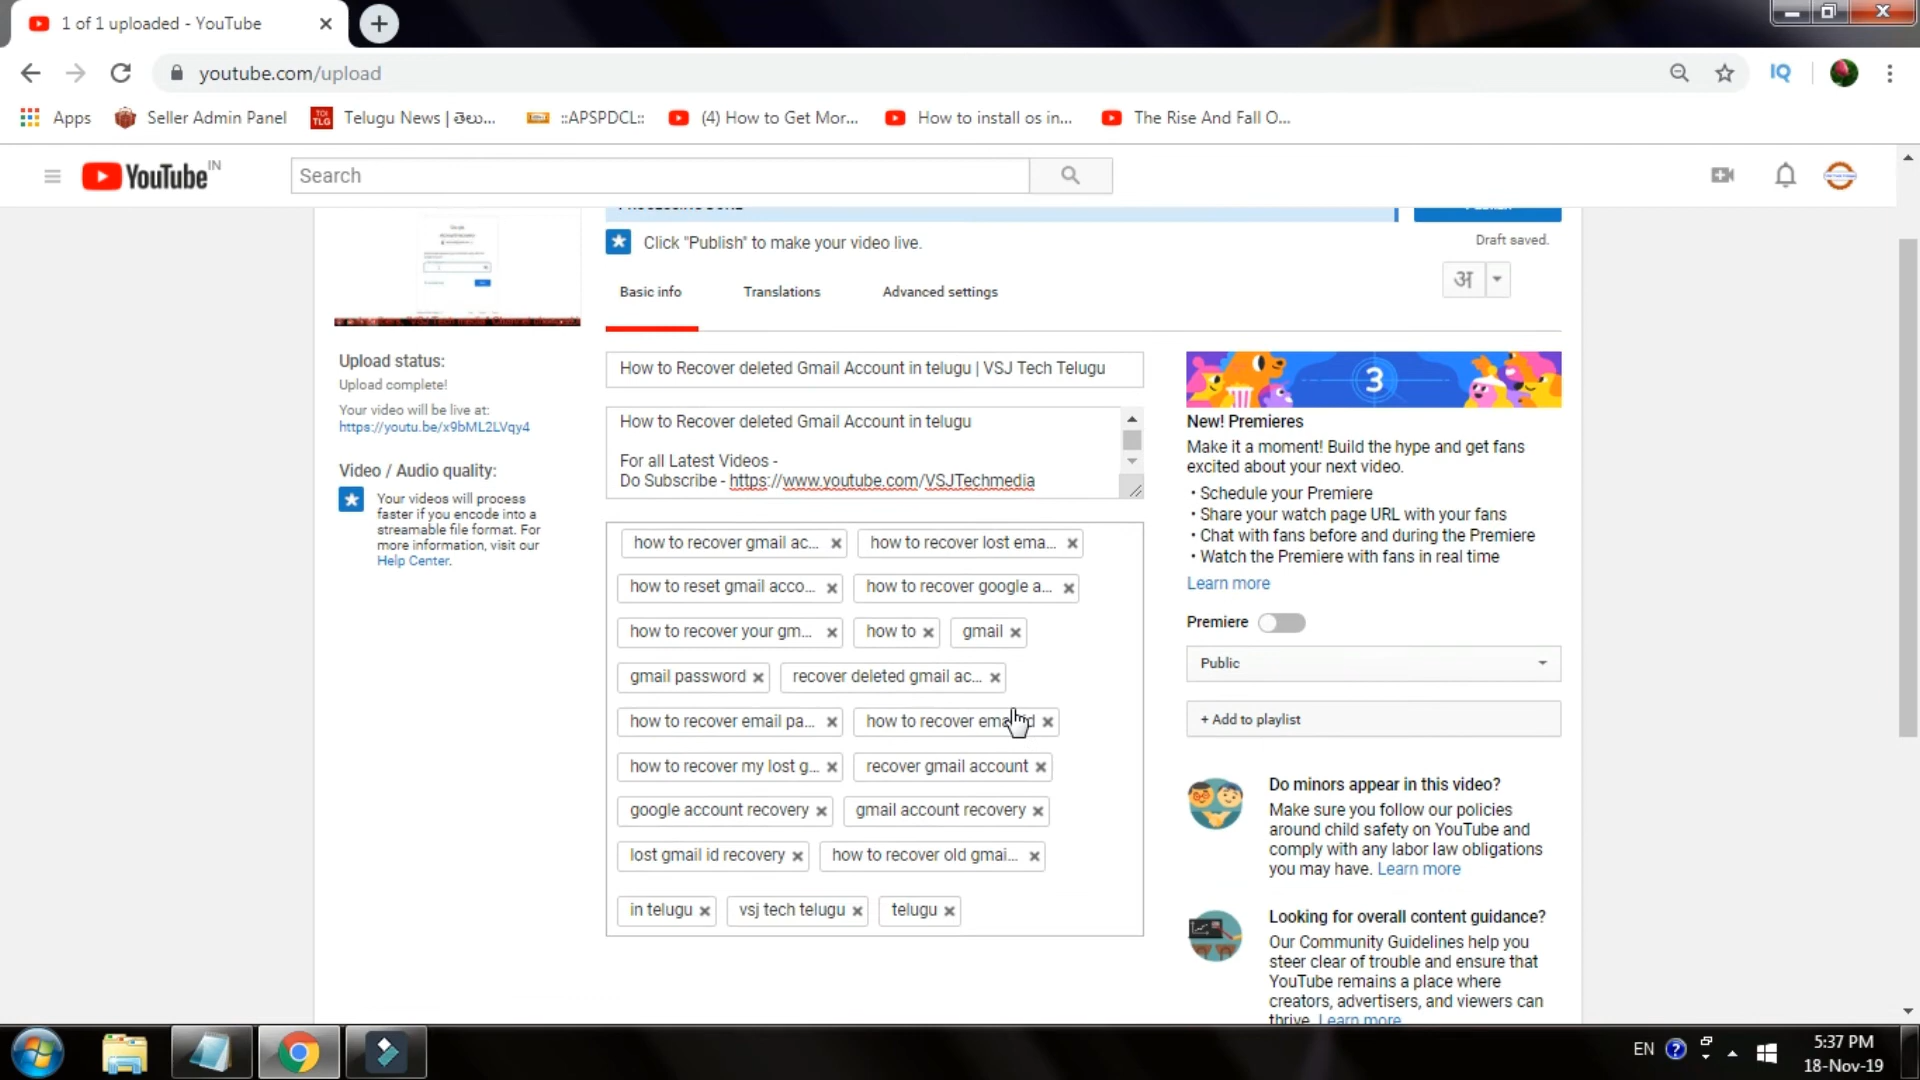 1 of 1 uploaded - YouTube
youtube.com/upload
IQ
Apps
Seller Admin Panel
TOI TLG
Telugu News | తెలు...
::APSPDCL::
(4) How to Get Mor...
How to install os in...
The Rise And Fall O...
YouTube IN
Search
Click "Publish" to make your video live.
Draft saved.
Basic info
Translations
Advanced settings
अ
Upload status:
Upload complete!
Your video will be live at:
https://youtu.be/x9bML2LVqy4
Video / Audio quality:
Your videos will process
faster if you encode into a
streamable file format. For
more information, visit our
Help Center.
How to Recover deleted Gmail Account in telugu | VSJ Tech Telugu
How to Recover deleted Gmail Account in telugu
For all Latest Videos -
Do Subscribe - https://www.youtube.com/VSJTechmedia
how to recover gmail ac...
how to recover lost ema...
how to reset gmail acco...
how to recover google a...
how to recover your gm...
how to
gmail
gmail password
recover deleted gmail ac...
how to recover email pa...
how to recover
how to recover my lost g...
recover gmail account
google account recovery
gmail account recovery
lost gmail id recovery
how to recover old gmai...
in telugu
vsj tech telugu
telugu
3
New! Premieres
Make it a moment! Build the hype and get fans
excited about your next video.
• Schedule your Premiere
• Share your watch page URL with your fans
• Chat with fans before and during the Premiere
• Watch the Premiere with fans in real time
Learn more
Premiere
Public
+ Add to playlist
Do minors appear in this video?
Make sure you follow our policies
around child safety on YouTube and
comply with any labor law obligations
you may have. Learn more
Looking for overall content guidance?
Our Community Guidelines help you
steer clear of trouble and ensure that
YouTube remains a place where
creators, advertisers, and viewers can
thrive. Learn more
EN
5:37 PM
18-Nov-19